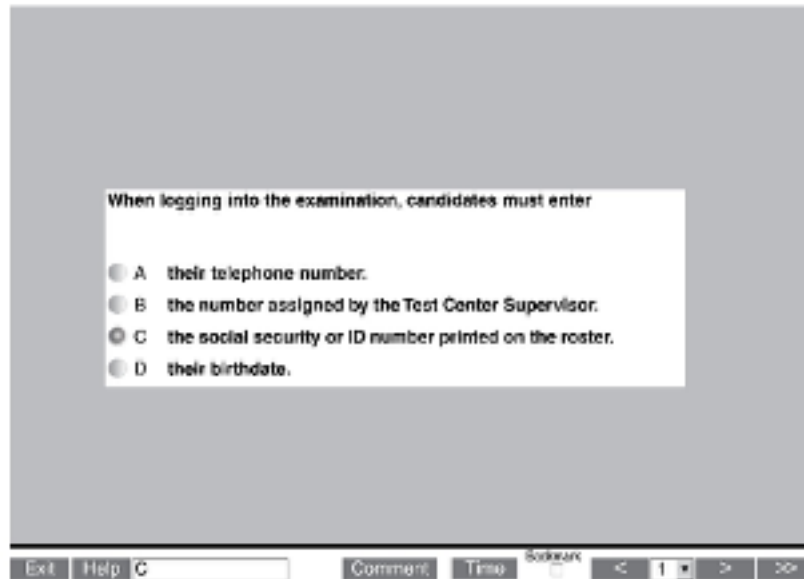 When logging into the examination, candidates must enter
A their telephone number.
B the number assigned by the Test Center Supervisor.
C the social security or ID number printed on the roster.
D their birthdate.
Bookmark
Exit Help C Comment Time < 1 > >>